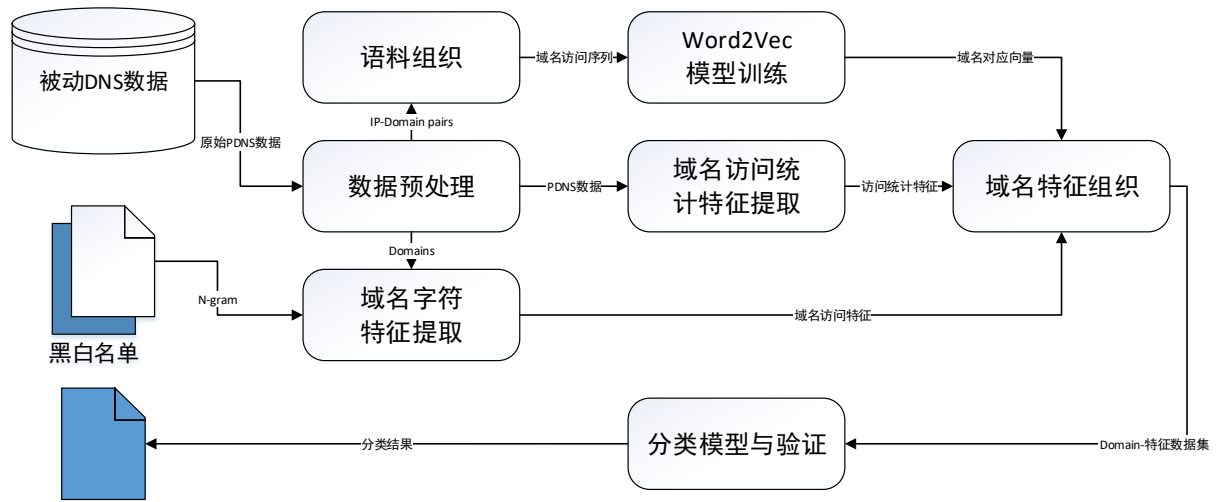 被动DNS数据
语料组织
域名访问序列
Word2Vec
模型训练
域名对应向量
IP-Domain pairs
原始PDNS数据
数据预处理
PDNS数据
域名访问统
计特征提取
访问统计特征
域名特征组织
Domains
N-gram
域名字符
特征提取
域名访问特征
黑白名单
分类结果
分类模型与验证
Domain-特征数据集